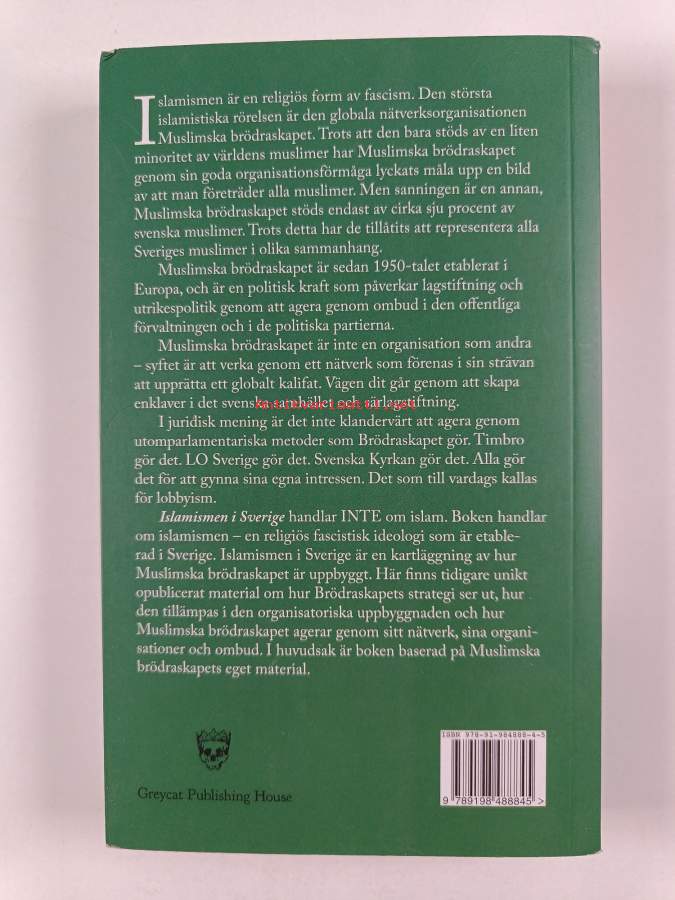 Islamismen är en religiös form av fascism. Den största
islamistiska rörelsen är den globala nätverksorganisationen
Muslimska brödraskapet. Trots att den bara stöds av en liten
minoritet av världens muslimer har Muslimska brödraskapet
genom sin goda organisationsförmåga lyckats måla upp en bild
av att man företräder alla muslimer. Men sanningen är en annan,
Muslimska brödraskapet stöds endast av cirka sju procent av
svenska muslimer. Trots detta har de tillåtits att representera alla
Sveriges muslimer i olika sammanhang.
Muslimska brödraskapet är sedan 1950-talet etablerat i
Europa, och är en politisk kraft som påverkar lagstiftning och
utrikespolitik genom att agera genom ombud i den offentliga
förvaltningen och i de politiska partierna.
Muslimska brödraskapet är inte en organisation som andra
– syftet är att verka genom ett nätverk som förenas i sin strävan
att upprätta ett globalt kalifat. Vägen dit går genom att skapa
enklaver i det svenska samhället och särlagstiftning.
I juridisk mening är det inte klandervärt att agera genom
utomparlamentariska metoder som Brödraskapet gör. Timbro
gör det. LO Sverige gör det. Svenska Kyrkan gör det. Alla gör
det för att gynna sina egna intressen. Det som till vardags kallas
för lobbyism.
Islamismen i Sverige handlar INTE om islam. Boken handlar
om islamismen – en religiös fascistisk ideologi som är etable-
rad i Sverige. Islamismen i Sverige är en kartläggning av hur
Muslimska brödraskapet är uppbyggt. Här finns tidigare unikt
opublicerat material om hur Brödraskapets strategi ser ut, hur
den tillämpas i den organisatoriska uppbyggnaden och hur
Muslimska brödraskapet agerar genom sitt nätverk, sina organi-
sationer och ombud. I huvudsak är boken baserad på Muslimska
brödraskapets eget material.
Greycat Publishing House
ISBN 978-91-984888-4-5
9 789198 488845 >